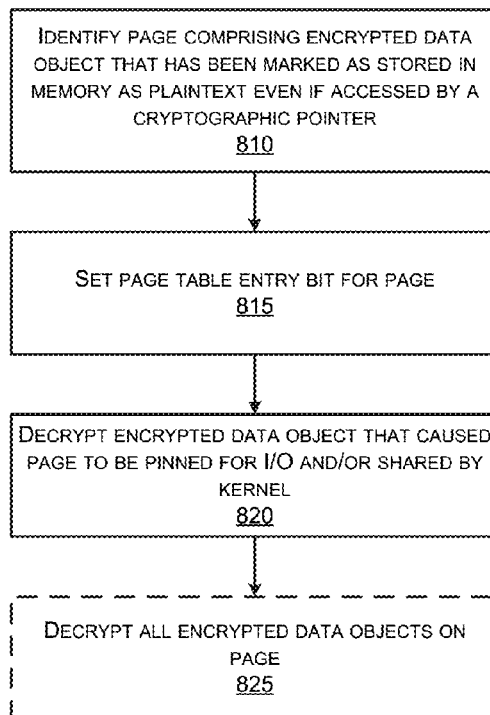 IDENTIFY PAGE COMPRISING ENCRYPTED DATA
OBJECT THAT HAS BEEN MARKED AS STORED IN
MEMORY AS PLAINTEXT EVEN IF ACCESSED BY A
CRYPTOGRAPHIC POINTER
810
SET PAGE TABLE ENTRY BIT FOR PAGE
815
DECRYPT ENCRYPTED DATA OBJECT THAT CAUSED
PAGE TO BE PINNED FOR I/O AND/OR SHARED BY
KERNEL
820
DECRYPT ALL ENCRYPTED DATA OBJECTS ON
PAGE
825